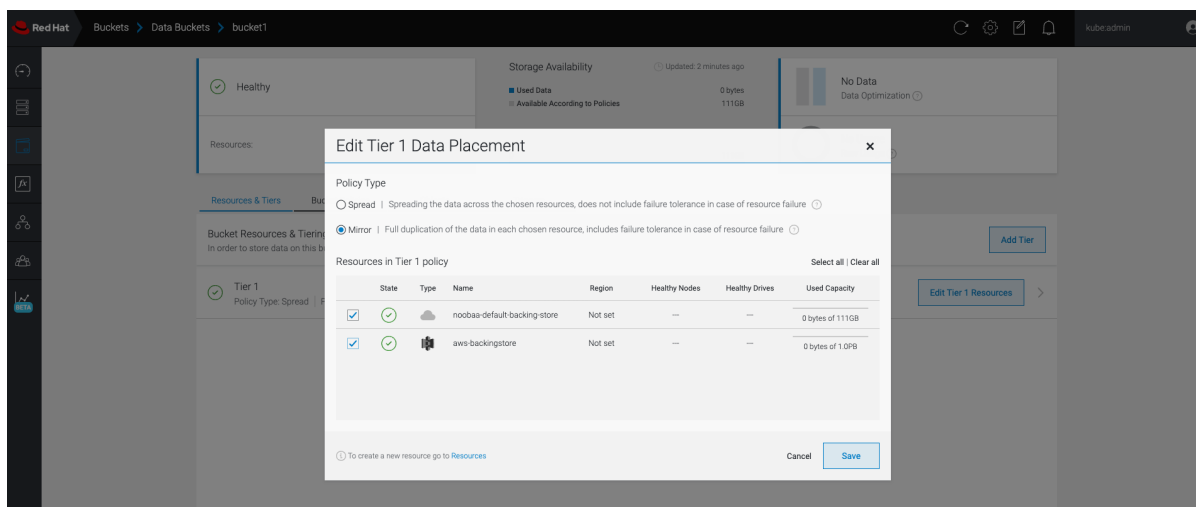 Red Hat Buckets > Data Buckets > bucket1 kube:admin
Healthy
Storage Availability Updated: 2 minutes ago
Used Data 0 bytes
Available According to Policies 111GB
No Data
Data Optimization
Resources:
Edit Tier 1 Data Placement
Policy Type
Spread | Spreading the data across the chosen resources, does not include failure tolerance in case of resource failure
Mirror | Full duplication of the data in each chosen resource, includes failure tolerance in case of resource failure
Resources in Tier 1 policy Select all | Clear all
State Type Name Region Healthy Nodes Healthy Drives Used Capacity
noobaa-default-backing-store Not set — — 0 bytes of 111GB
aws-backingstore Not set — — 0 bytes of 1.0PB
To create a new resource go to Resources
Cancel Save
Resources & Tiers Buc
Bucket Resources & Tiering
In order to store data on this b
Add Tier
Tier 1
Policy Type: Spread |
Edit Tier 1 Resources
BETA